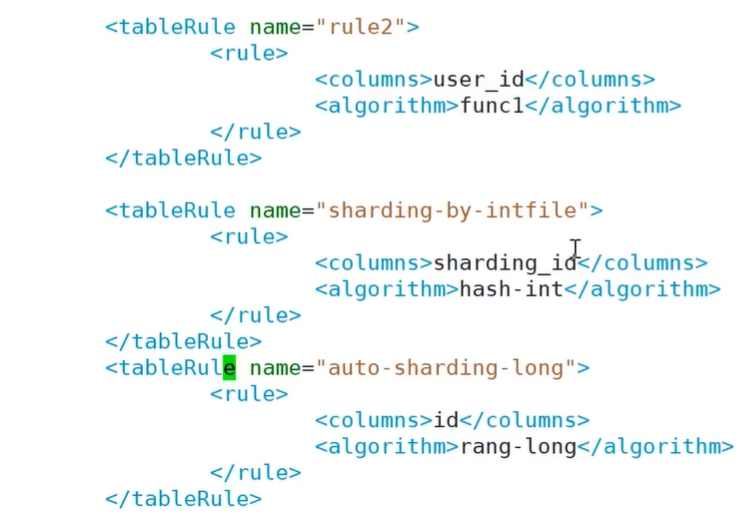 <tableRule name="rule2">
<rule>
<columns>user_id</columns>
<algorithm>func1</algorithm>
</rule>
</tableRule>
<tableRule name="sharding-by-intfile">
<rule>
<columns>sharding_id</columns>
<algorithm>hash-int</algorithm>
</rule>
</tableRule>
<tableRule name="auto-sharding-long">
<rule>
<columns>id</columns>
<algorithm>rang-long</algorithm>
</rule>
</tableRule>